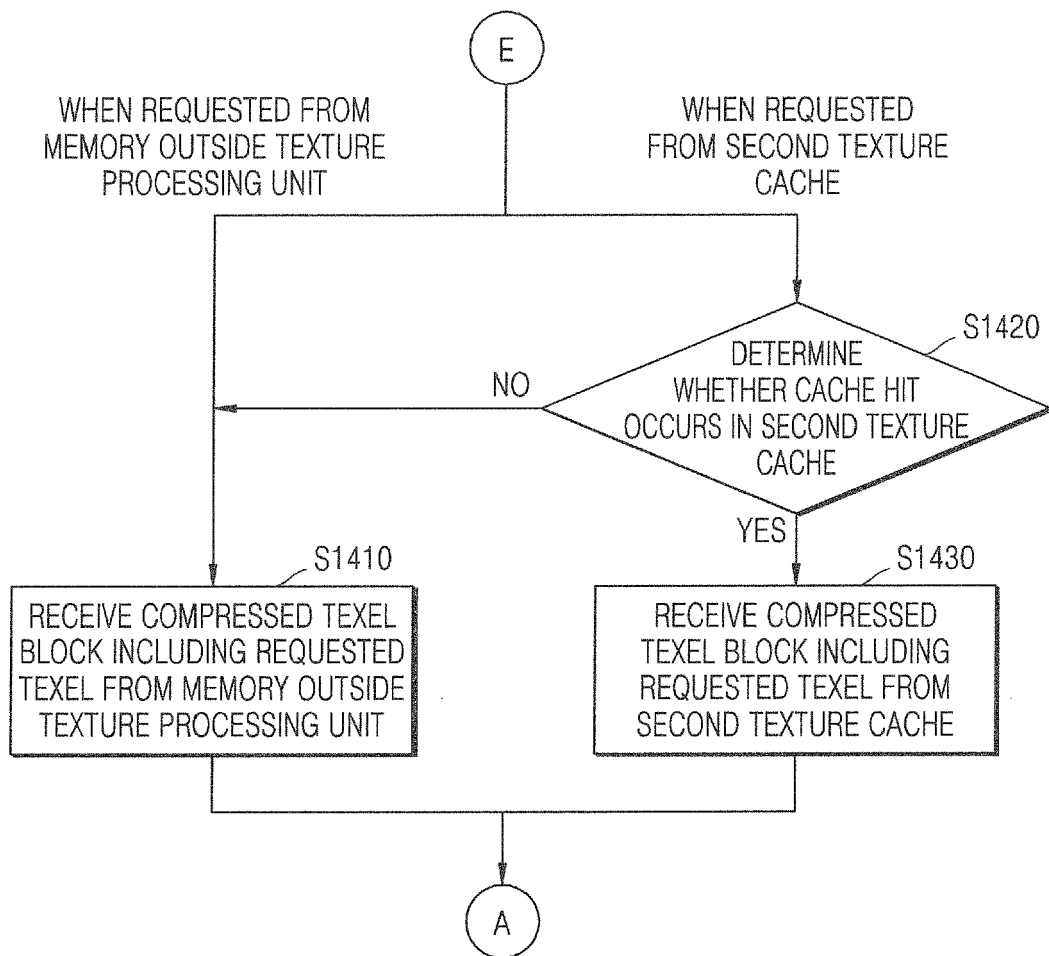 E
WHEN REQUESTED FROM
MEMORY OUTSIDE TEXTURE
PROCESSING UNIT
WHEN REQUESTED
FROM SECOND TEXTURE
CACHE
S1420
DETERMINE
WHETHER CACHE HIT
OCCURS IN SECOND TEXTURE
CACHE
NO
YES
S1410
RECEIVE COMPRESSED TEXEL
BLOCK INCLUDING REQUESTED
TEXEL FROM MEMORY OUTSIDE
TEXTURE PROCESSING UNIT
S1430
RECEIVE COMPRESSED
TEXEL BLOCK INCLUDING
REQUESTED TEXEL FROM
SECOND TEXTURE CACHE
A